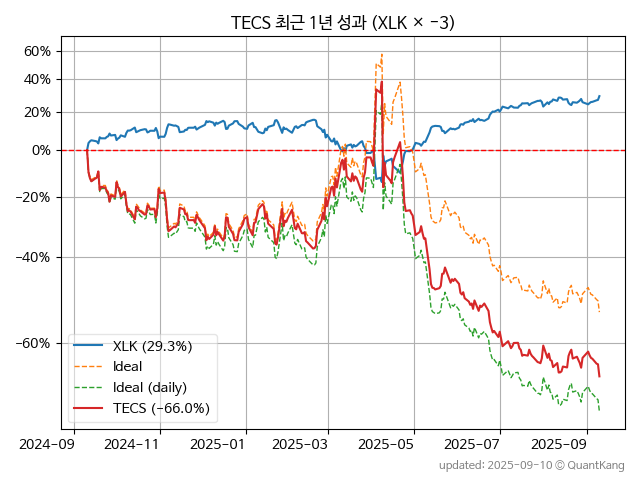 TECS 최근 1년 성과 (XLK × −3)
60%
40%
20%
0%
−20%
−40%
−60%
XLK (29.3%)
Ideal
Ideal (daily)
TECS (−66.0%)
2024-09 2024-11 2025-01 2025-03 2025-05 2025-07 2025-09
updated: 2025-09-10 ⓒ QuantKang